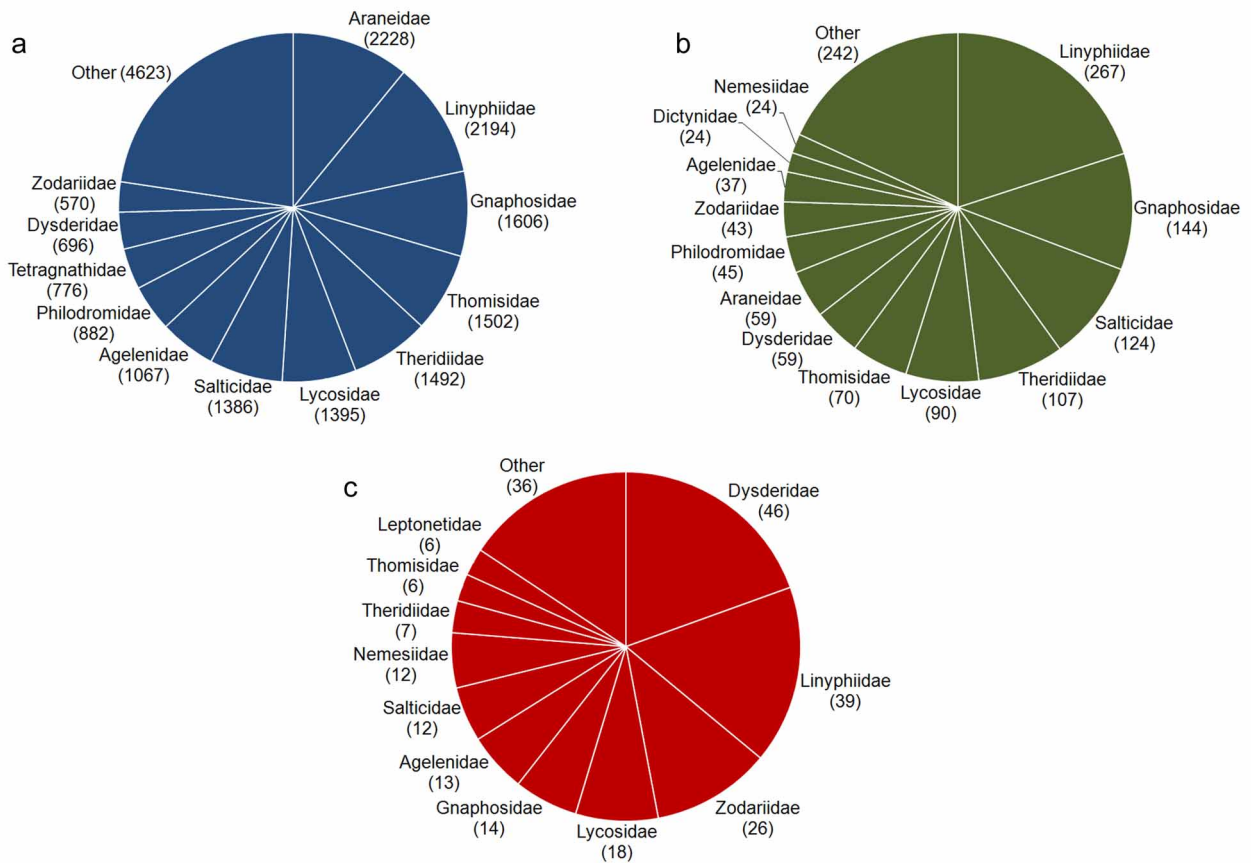 a
Araneidae
(2228)
Linyphiidae
(2194)
Gnaphosidae
(1606)
Thomisidae
(1502)
Theridiidae
(1492)
Lycosidae
(1395)
Salticidae
(1386)
Agelenidae
(1067)
Philodromidae
(882)
Tetragnathidae
(776)
Dysderidae
(696)
Zodariidae
(570)
Other (4623)
b
Linyphiidae
(267)
Gnaphosidae
(144)
Salticidae
(124)
Theridiidae
(107)
Lycosidae
(90)
Thomisidae
(70)
Dysderidae
(59)
Araneidae
(59)
Philodromidae
(45)
Zodariidae
(43)
Agelenidae
(37)
Dictynidae
(24)
Nemesiidae
(24)
Other
(242)
c
Dysderidae
(46)
Linyphiidae
(39)
Zodariidae
(26)
Lycosidae
(18)
Gnaphosidae
(14)
Agelenidae
(13)
Salticidae
(12)
Nemesiidae
(12)
Theridiidae
(7)
Thomisidae
(6)
Leptonetidae
(6)
Other
(36)